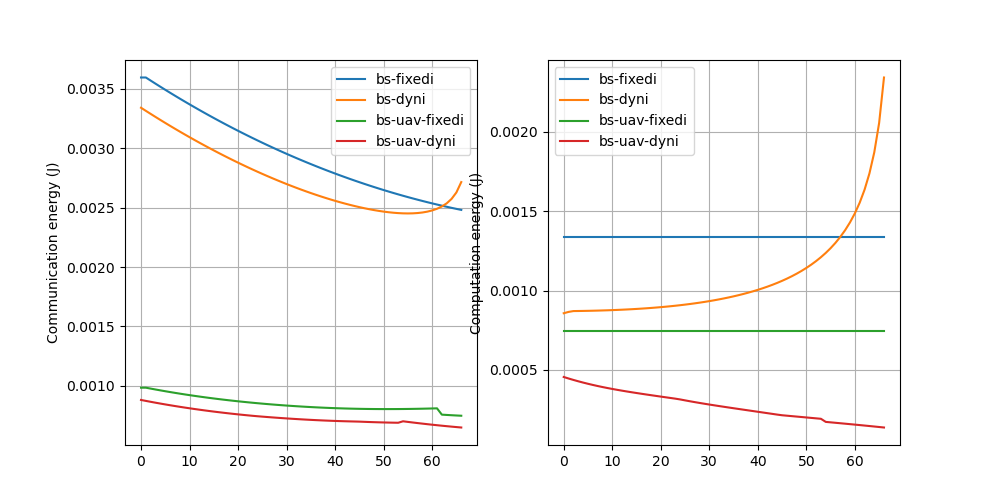 Communication energy (J)
0.0035
0.0030
0.0025
0.0020
0.0015
0.0010
0 10 20 30 40 50 60
bs-fixedi
bs-dyni
bs-uav-fixedi
bs-uav-dyni
Computation energy (J)
0.0020
0.0015
0.0010
0.0005
0 10 20 30 40 50 60
bs-fixedi
bs-dyni
bs-uav-fixedi
bs-uav-dyni